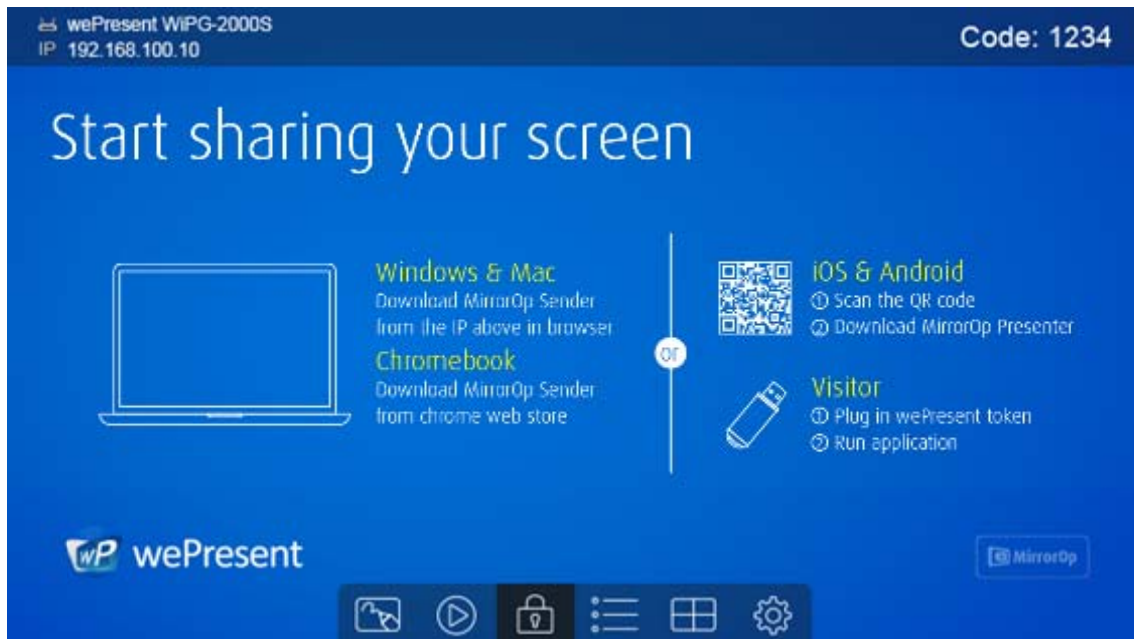 wePresent WiPG-2000S
IP 192.168.100.10
Code: 1234
Start sharing your screen
Windows & Mac
Download MirrorOp Sender
from the IP above in browser
Chromebook
Download MirrorOp Sender
from chrome web store
or
iOS & Android
① Scan the QR code
② Download MirrorOp Presenter
Visitor
① Plug in wePresent token
② Run application
wP wePresent
MirrorOp